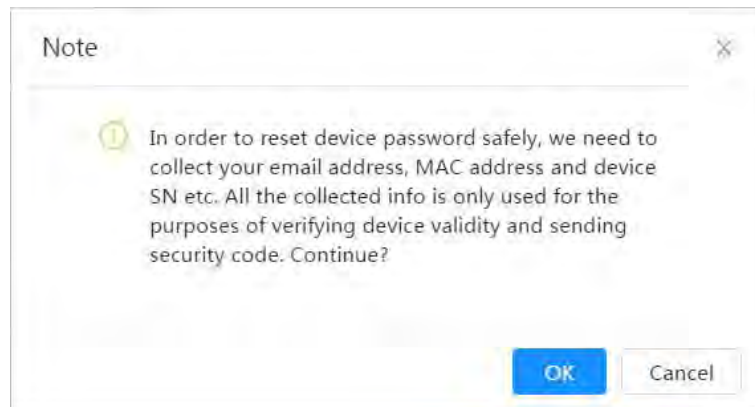 Note
In order to reset device password safely, we need to
collect your email address, MAC address and device
SN etc. All the collected info is only used for the
purposes of verifying device validity and sending
security code. Continue?
OK
Cancel